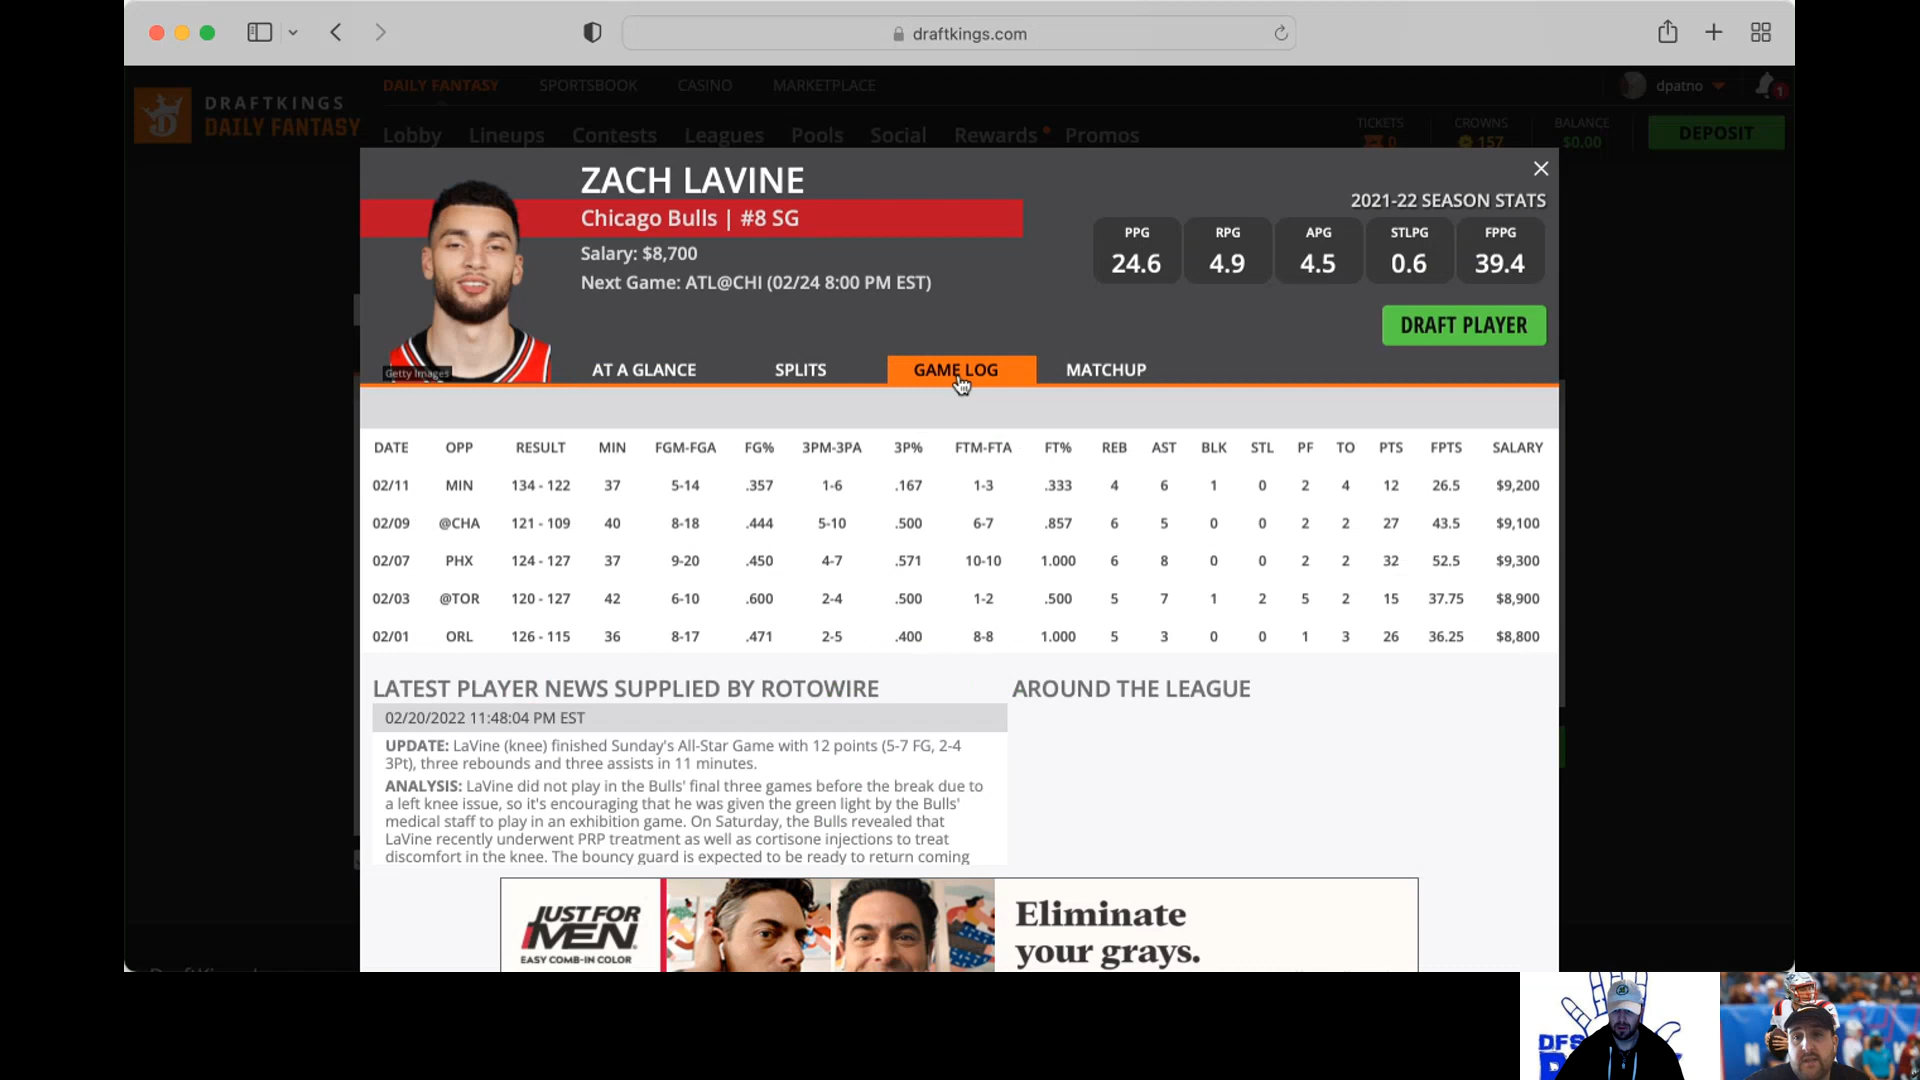 draftkings.com
DRAFTKINGS
DAILY FANTASY
DAILY FANTASY SPORTSBOOK CASINO MARKETPLACE
dpatno
1
Lobby Lineups Contests Leagues Pools Social Rewards Promos
TICKETS CROWNS BALANCE
0 157 $0.00
DEPOSIT
ZACH LAVINE
Chicago Bulls | #8 SG
Salary: $8,700
Next Game: ATL@CHI (02/24 8:00 PM EST)
2021-22 SEASON STATS
PPG RPG APG STLPG FPPG
24.6 4.9 4.5 0.6 39.4
DRAFT PLAYER
Getty Images
AT A GLANCE SPLITS GAME LOG MATCHUP
DATE OPP RESULT MIN FGM-FGA FG% 3PM-3PA 3P% FTM-FTA FT% REB AST BLK STL PF TO PTS FPTS SALARY
02/11 MIN 134 - 122 37 5-14 .357 1-6 .167 1-3 .333 4 6 1 0 2 4 12 26.5 $9,200
02/09 @CHA 121 - 109 40 8-18 .444 5-10 .500 6-7 .857 6 5 0 0 2 2 27 43.5 $9,100
02/07 PHX 124 - 127 37 9-20 .450 4-7 .571 10-10 1.000 6 8 0 0 2 2 32 52.5 $9,300
02/03 @TOR 120 - 127 42 6-10 .600 2-4 .500 1-2 .500 5 7 1 2 5 2 15 37.75 $8,900
02/01 ORL 126 - 115 36 8-17 .471 2-5 .400 8-8 1.000 5 3 0 0 1 3 26 36.25 $8,800
LATEST PLAYER NEWS SUPPLIED BY ROTOWIRE
02/20/2022 11:48:04 PM EST
UPDATE: LaVine (knee) finished Sunday's All-Star Game with 12 points (5-7 FG, 2-4
3Pt), three rebounds and three assists in 11 minutes.
ANALYSIS: LaVine did not play in the Bulls' final three games before the break due to
a left knee issue, so it's encouraging that he was given the green light by the Bulls'
medical staff to play in an exhibition game. On Saturday, the Bulls revealed that
LaVine recently underwent PRP treatment as well as cortisone injections to treat
discomfort in the knee. The bouncy guard is expected to be ready to return coming
AROUND THE LEAGUE
JUST FOR
MEN
EASY COMB-IN COLOR
Eliminate
your grays.
DFS